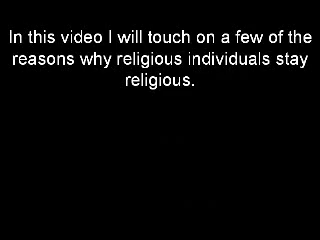 In this video I will touch on a few of the
reasons why religious individuals stay
religious.